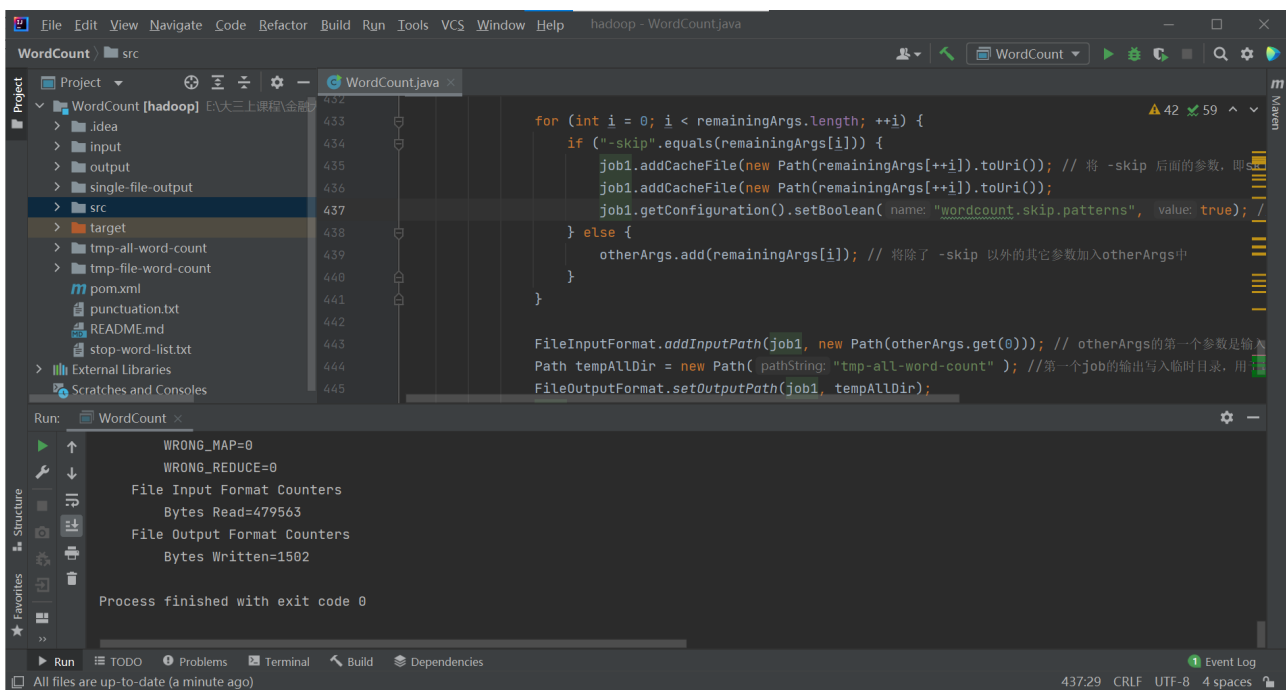 File Edit View Navigate Code Refactor Build Run Tools VCS Window Help hadoop - WordCount.java
WordCount src WordCount
Project WordCount.java
Project
WordCount [hadoop] E:\大三上课程\金融
.idea
input
output
single-file-output
src
target
tmp-all-word-count
tmp-file-word-count
pom.xml
punctuation.txt
README.md
stop-word-list.txt
External Libraries
Scratches and Consoles
42 59
Maven
432
433 for (int i = 0; i < remainingArgs.length; ++i) {
434 if ("-skip".equals(remainingArgs[i])) {
435 job1.addCacheFile(new Path(remainingArgs[++i]).toUri()); // 将 -skip 后面的参数，即
436 job1.addCacheFile(new Path(remainingArgs[++i]).toUri());
437 job1.getConfiguration().setBoolean( name: "wordcount.skip.patterns", value: true); /
438 } else {
439 otherArgs.add(remainingArgs[i]); // 将除了 -skip 以外的其它参数加入otherArgs中
440 }
441 }
442
443 FileInputFormat.addInputPath(job1, new Path(otherArgs.get(0))); // otherArgs的第一个参数是输入
444 Path tempAllDir = new Path( pathString: "tmp-all-word-count" ); //第一个job的输出写入临时目录，用
445 FileOutputFormat.setOutputPath(job1, tempAllDir);
Run: WordCount
WRONG_MAP=0
WRONG_REDUCE=0
File Input Format Counters
Bytes Read=479563
File Output Format Counters
Bytes Written=1502
Process finished with exit code 0
Structure
Favorites
Run TODO Problems Terminal Build Dependencies 1 Event Log
All files are up-to-date (a minute ago) 437:29 CRLF UTF-8 4 spaces